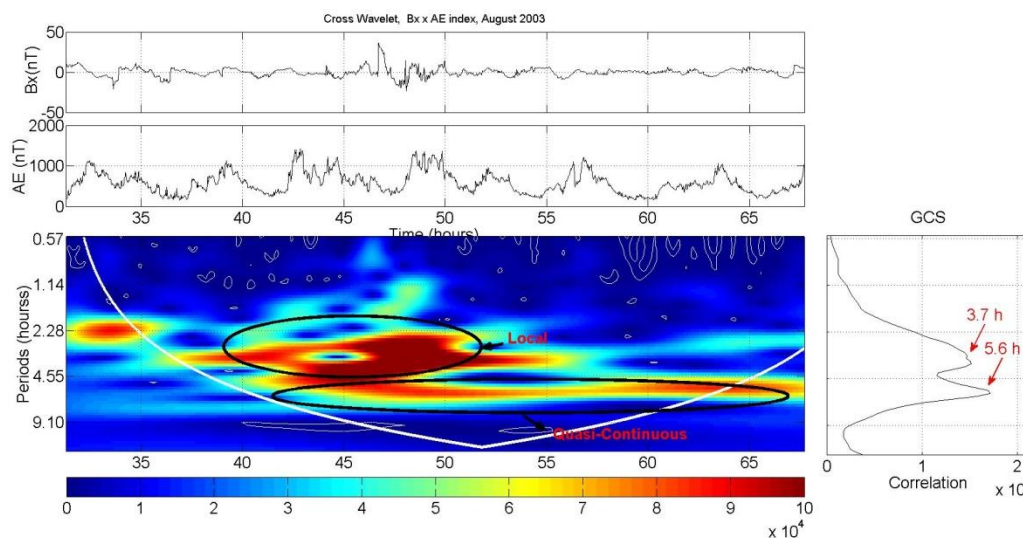 Cross Wavelet, Bx x AE index, August 2003
50
0
-50
Bx(nT)
2000
1000
0
AE (nT)
35 40 45 50 55 60 65
Time (hours)
0.57
1.14
2.28
4.55
9.10
Periods (hourss)
Local
Quasi-Continuous
35 40 45 50 55 60 65
0 1 2 3 4 5 6 7 8 9 10
x 10⁴
GCS
3.7 h
5.6 h
0 1 2
Correlation
x 10